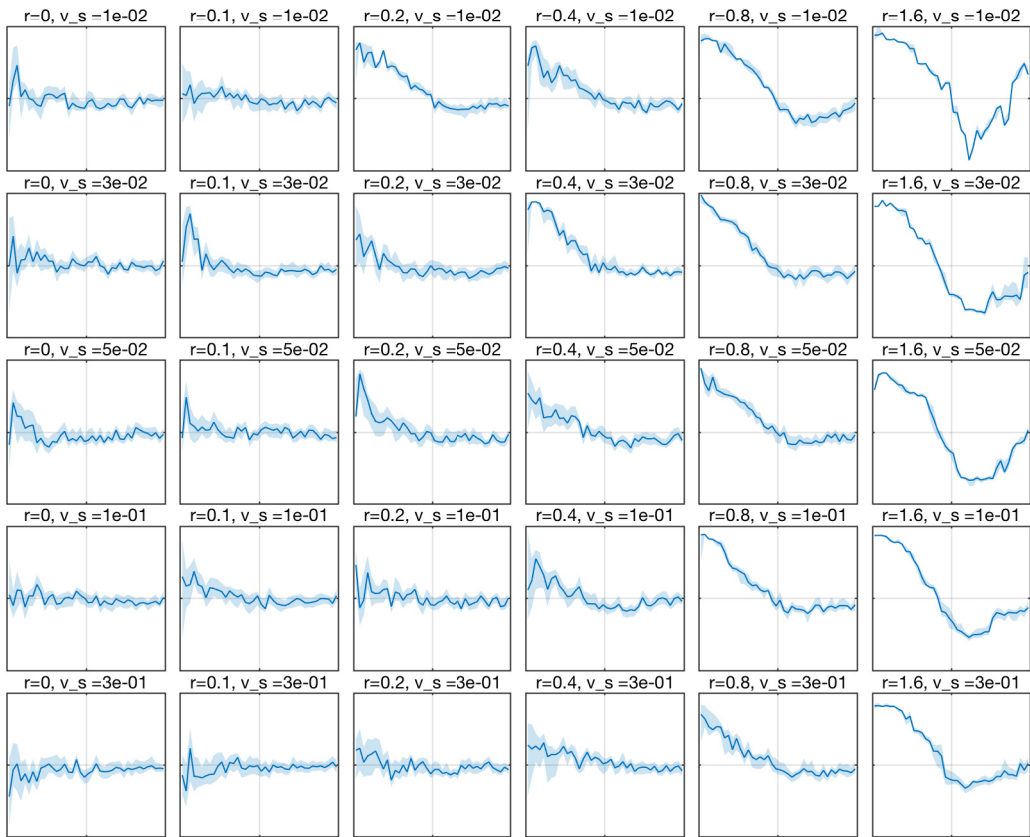 r=0, v_s =1e-02 r=0.1, v_s =1e-02 r=0.2, v_s =1e-02 r=0.4, v_s =1e-02 r=0.8, v_s =1e-02 r=1.6, v_s =1e-02
r=0, v_s =3e-02 r=0.1, v_s =3e-02 r=0.2, v_s =3e-02 r=0.4, v_s =3e-02 r=0.8, v_s =3e-02 r=1.6, v_s =3e-02
r=0, v_s =5e-02 r=0.1, v_s =5e-02 r=0.2, v_s =5e-02 r=0.4, v_s =5e-02 r=0.8, v_s =5e-02 r=1.6, v_s =5e-02
r=0, v_s =1e-01 r=0.1, v_s =1e-01 r=0.2, v_s =1e-01 r=0.4, v_s =1e-01 r=0.8, v_s =1e-01 r=1.6, v_s =1e-01
r=0, v_s =3e-01 r=0.1, v_s =3e-01 r=0.2, v_s =3e-01 r=0.4, v_s =3e-01 r=0.8, v_s =3e-01 r=1.6, v_s =3e-01